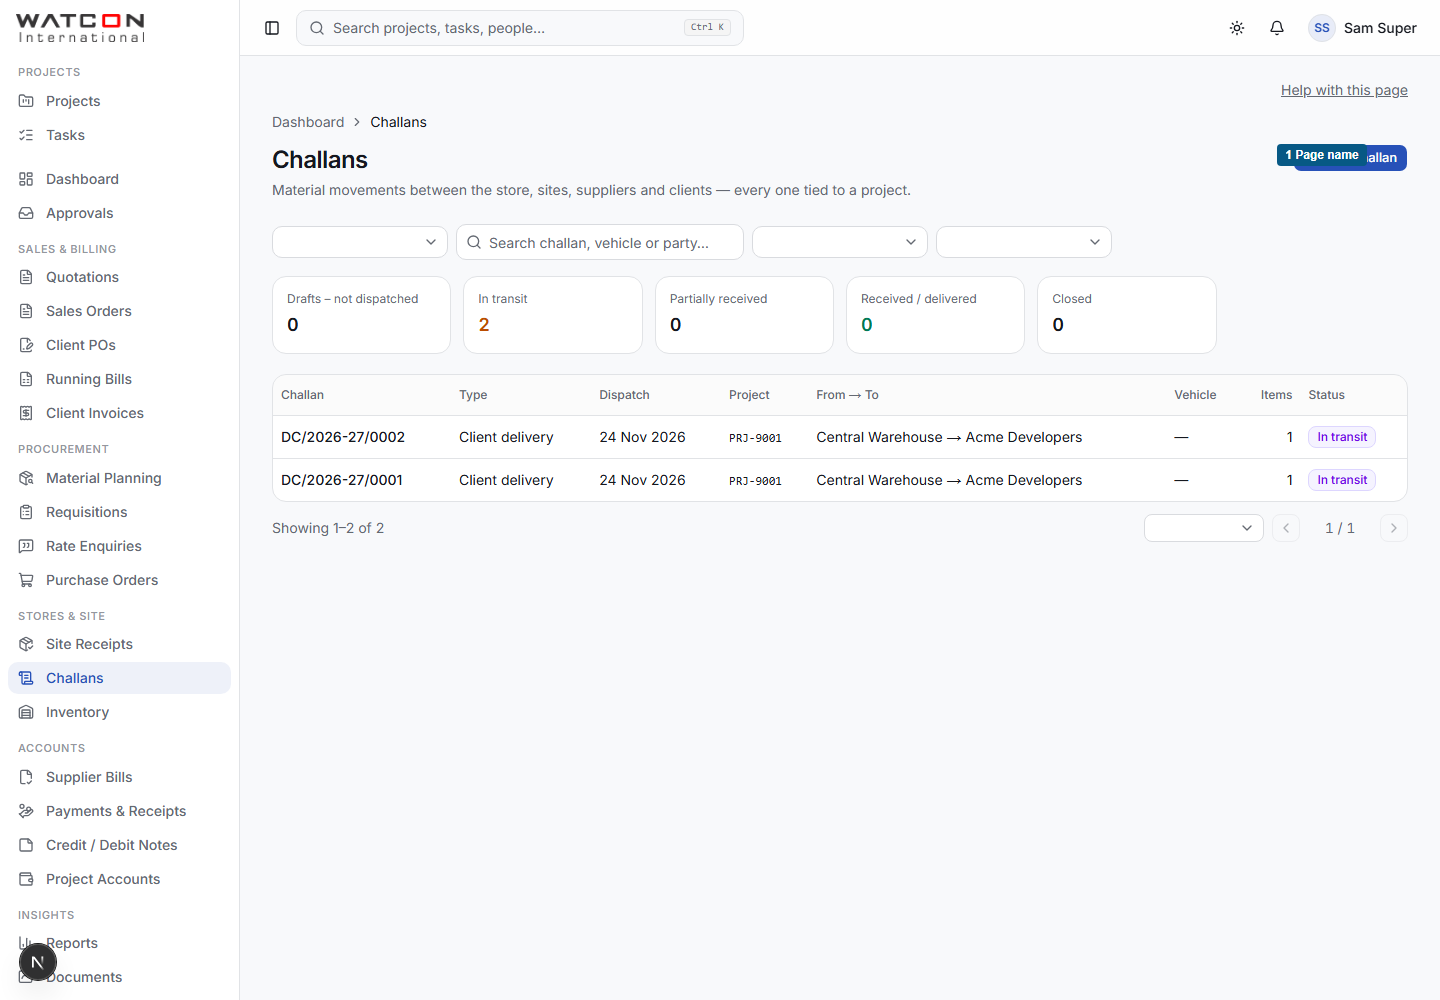 WATCON
International
PROJECTS
Projects
Tasks
Dashboard
Approvals
SALES & BILLING
Quotations
Sales Orders
Client POs
Running Bills
Client Invoices
PROCUREMENT
Material Planning
Requisitions
Rate Enquiries
Purchase Orders
STORES & SITE
Site Receipts
Challans
Inventory
ACCOUNTS
Supplier Bills
Payments & Receipts
Credit / Debit Notes
Project Accounts
INSIGHTS
Reports
Documents
N
Search projects, tasks, people... Ctrl K
SS Sam Super
Help with this page
Dashboard > Challans
Challans
1 Page name
Material movements between the store, sites, suppliers and clients — every one tied to a project.
Search challan, vehicle or party...
Drafts – not dispatched
0
In transit
2
Partially received
0
Received / delivered
0
Closed
0
Challan Type Dispatch Project From → To Vehicle Items Status
DC/2026-27/0002 Client delivery 24 Nov 2026 PRJ-9001 Central Warehouse → Acme Developers — 1 In transit
DC/2026-27/0001 Client delivery 24 Nov 2026 PRJ-9001 Central Warehouse → Acme Developers — 1 In transit
Showing 1–2 of 2
1 / 1